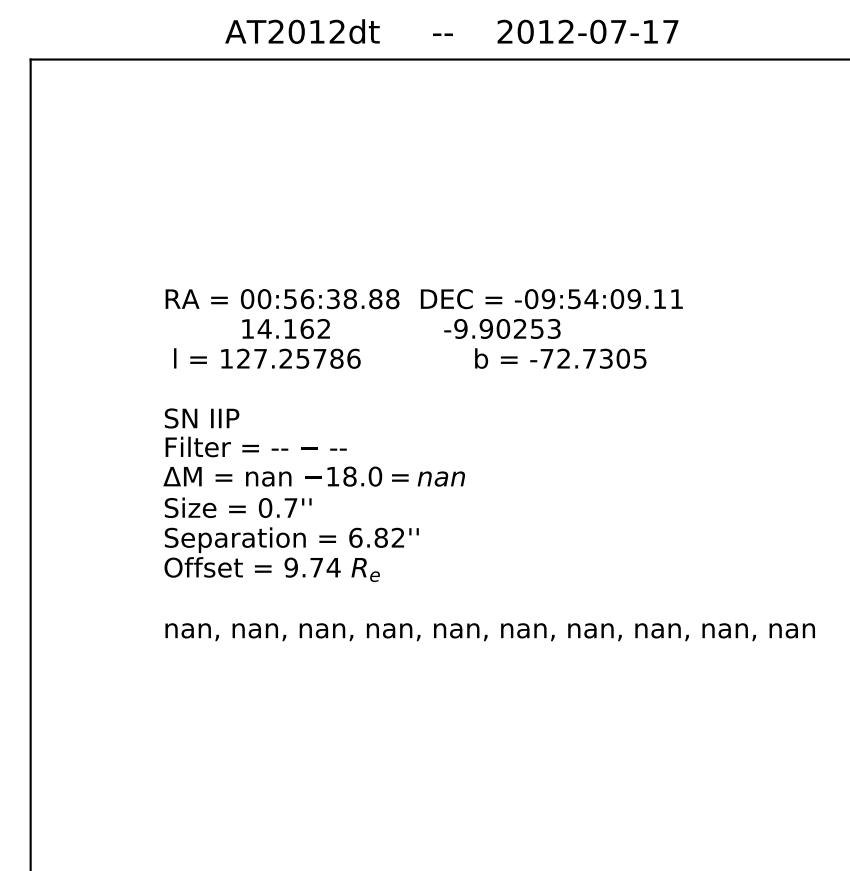 AT2012dt -- 2012-07-17
RA = 00:56:38.88 DEC = -09:54:09.11
14.162 -9.90253
l = 127.25786 b = -72.7305
SN IIP
Filter = -- − --
ΔM = nan −18.0 = nan
Size = 0.7''
Separation = 6.82''
Offset = 9.74 Rₑ
nan, nan, nan, nan, nan, nan, nan, nan, nan, nan